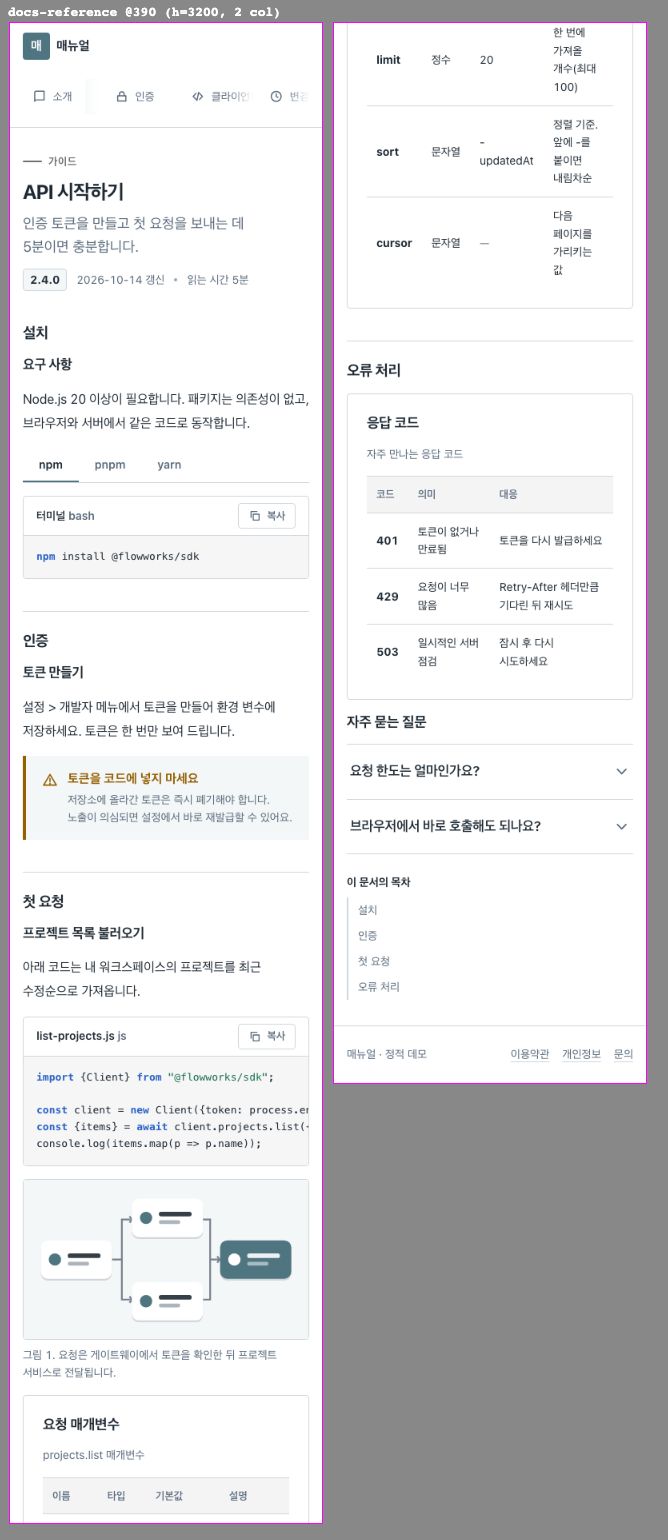 docs-reference @390 (h=3200, 2 col)
매 매뉴얼
소개 인증 클라이언 변경
가이드
API 시작하기
인증 토큰을 만들고 첫 요청을 보내는 데
5분이면 충분합니다.
2.4.0 2026-10-14 갱신 • 읽는 시간 5분
설치
요구 사항
Node.js 20 이상이 필요합니다. 패키지는 의존성이 없고,
브라우저와 서버에서 같은 코드로 동작합니다.
npm pnpm yarn
터미널 bash 복사
npm install @flowworks/sdk
인증
토큰 만들기
설정 > 개발자 메뉴에서 토큰을 만들어 환경 변수에
저장하세요. 토큰은 한 번만 보여 드립니다.
토큰을 코드에 넣지 마세요
저장소에 올라간 토큰은 즉시 폐기해야 합니다.
노출이 의심되면 설정에서 바로 재발급할 수 있어요.
첫 요청
프로젝트 목록 불러오기
아래 코드는 내 워크스페이스의 프로젝트를 최근
수정순으로 가져옵니다.
list-projects.js js 복사
import {Client} from "@flowworks/sdk";
const client = new Client({token: process.en
const {items} = await client.projects.list({
console.log(items.map(p => p.name));
그림 1. 요청은 게이트웨이에서 토큰을 확인한 뒤 프로젝트
서비스로 전달됩니다.
요청 매개변수
projects.list 매개변수
이름 타입 기본값 설명
limit 정수 20 한 번에
가져올
개수(최대
100)
sort 문자열 -
updatedAt
정렬 기준.
앞에 -를
붙이면
내림차순
cursor 문자열 — 다음
페이지를
가리키는
값
오류 처리
응답 코드
자주 만나는 응답 코드
코드 의미 대응
401 토큰이 없거나
만료됨
토큰을 다시 발급하세요
429 요청이 너무
많음
Retry-After 헤더만큼
기다린 뒤 재시도
503 일시적인 서버
점검
잠시 후 다시
시도하세요
자주 묻는 질문
요청 한도는 얼마인가요?
브라우저에서 바로 호출해도 되나요?
이 문서의 목차
설치
인증
첫 요청
오류 처리
매뉴얼 · 정적 데모 이용약관 개인정보 문의